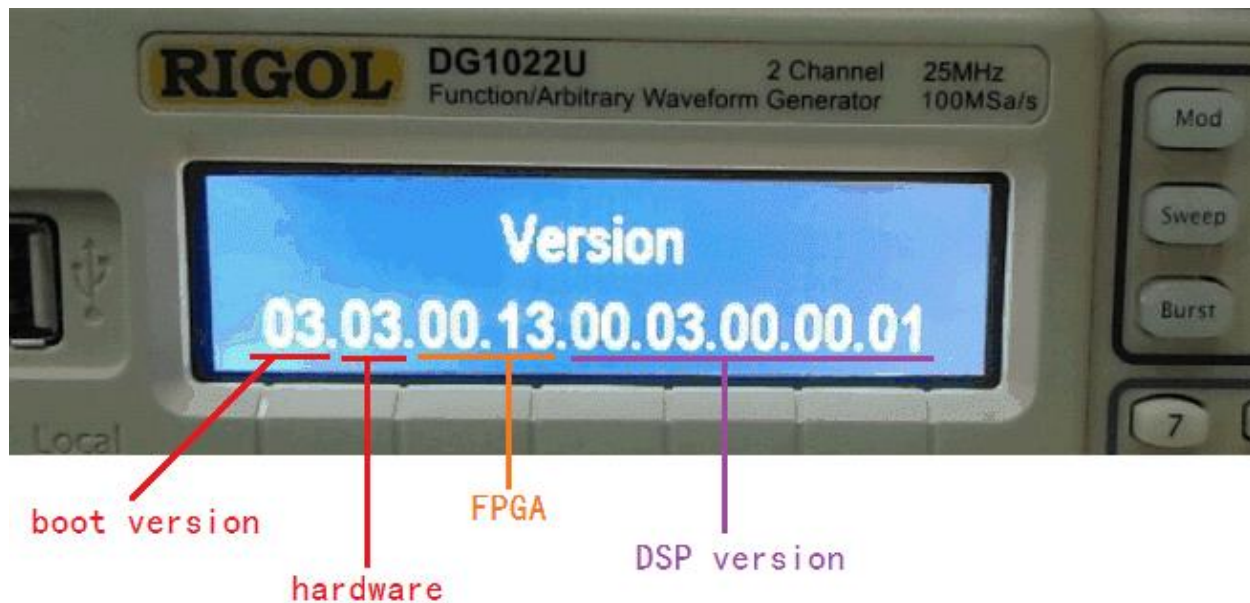 RIGOL
DG1022U 2 Channel 25MHz
Function/Arbitrary Waveform Generator 100MSa/s
Mod
Sweep
Burst
Version
03.03.00.13.00.03.00.00.01
7
Local
boot version
hardware
FPGA
DSP version